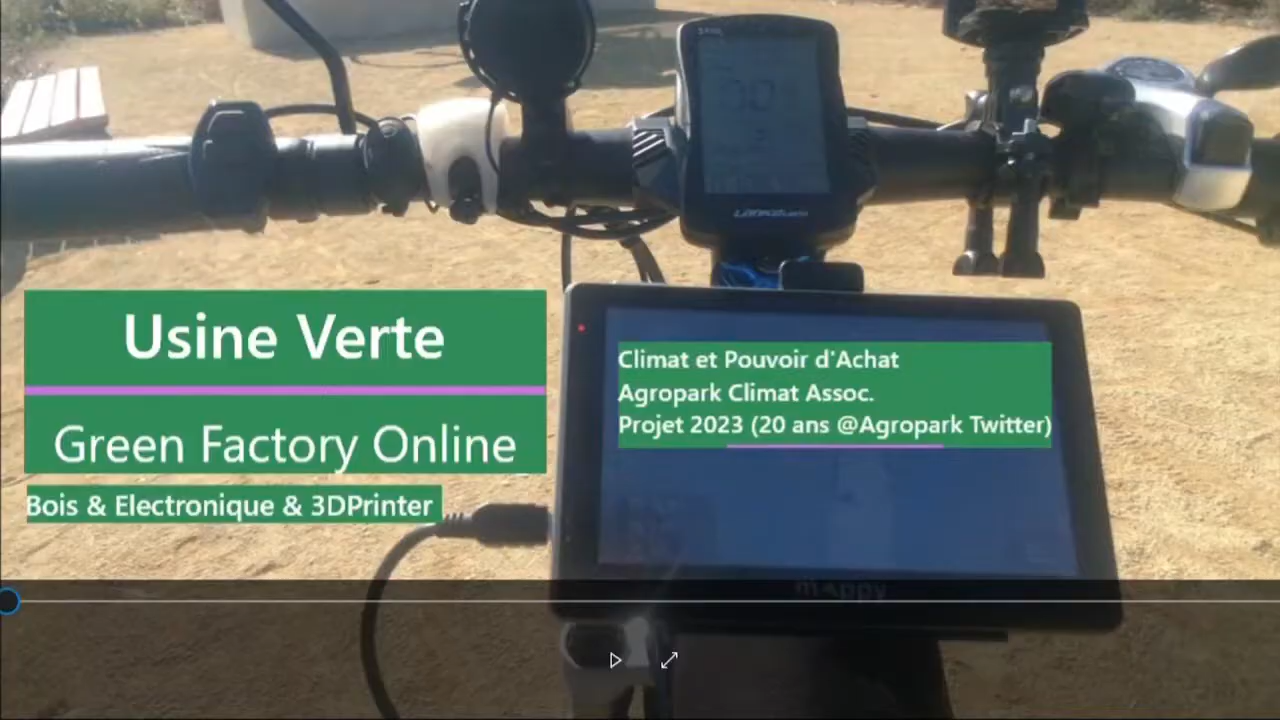 Usine Verte
Green Factory Online
Bois & Electronique & 3DPrinter
Climat et Pouvoir d'Achat
Agropark Climat Assoc.
Projet 2023 (20 ans @Agropark Twitter)
mappy